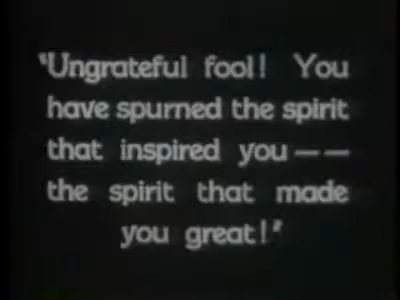 "Ungrateful fool! You
have spurned the spirit
that inspired you——
the spirit that made
you great!"